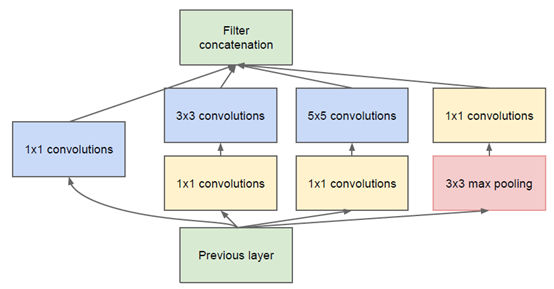 Filter
concatenation
3x3 convolutions
5x5 convolutions
1x1 convolutions
1x1 convolutions
1x1 convolutions
1x1 convolutions
3x3 max pooling
Previous layer